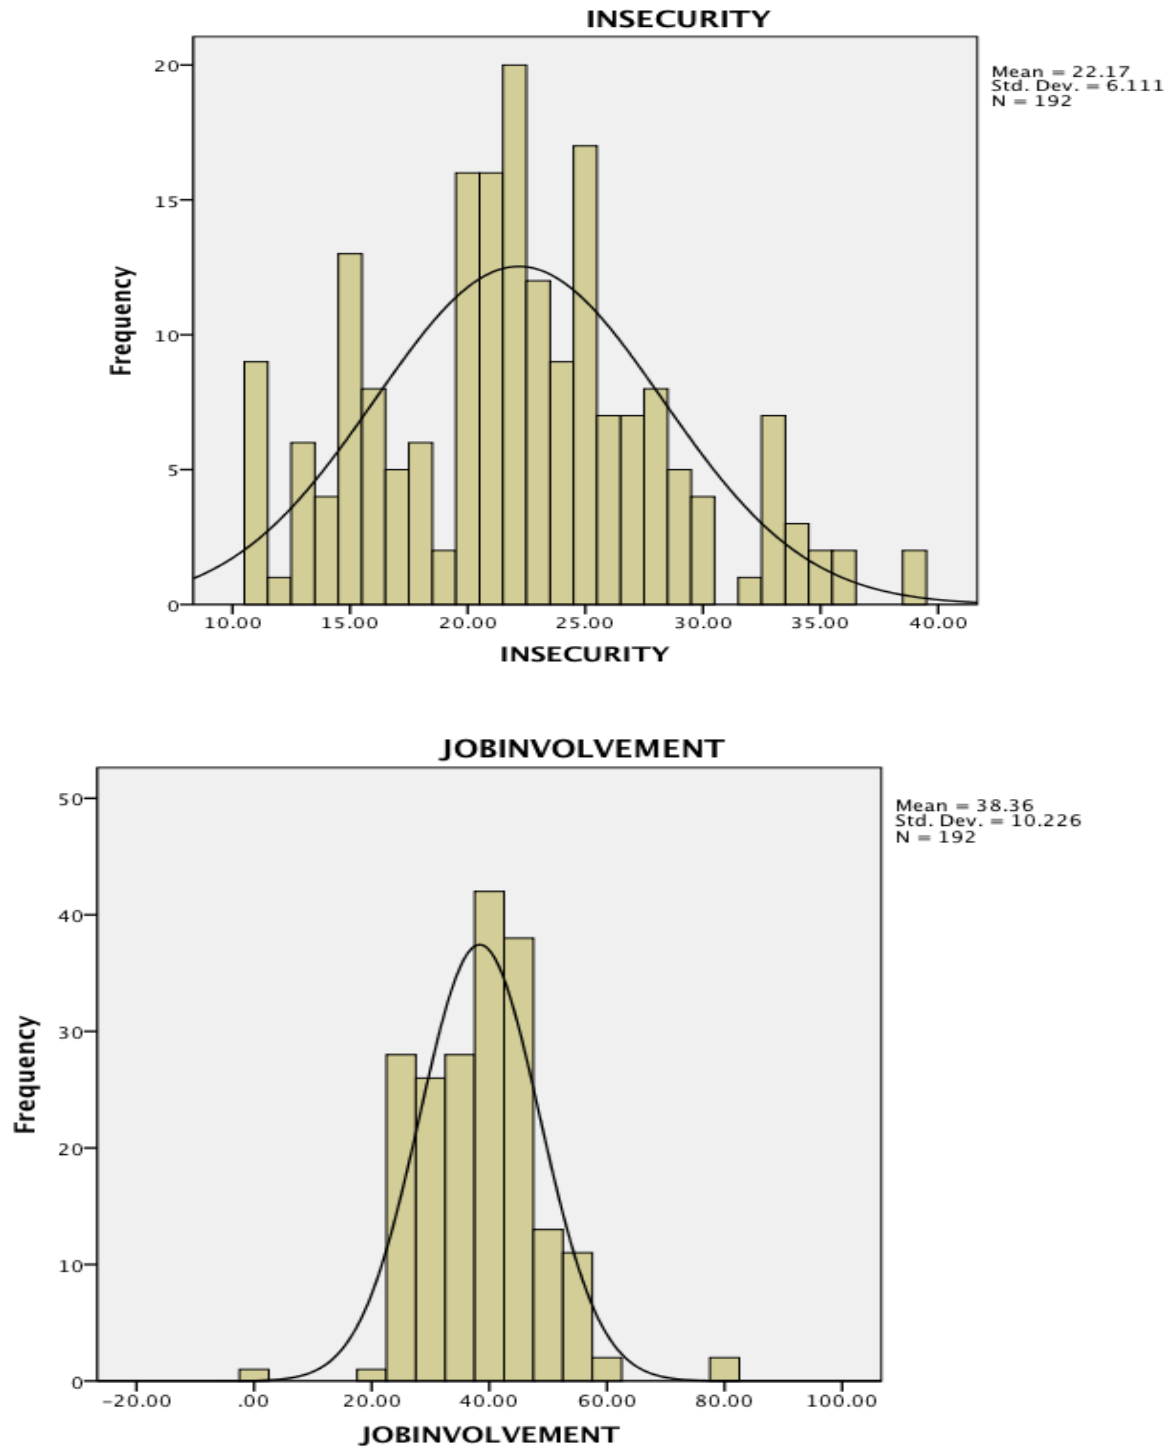 INSECURITY
Mean = 22.17
Std. Dev. = 6.111
N = 192
Frequency
20
15
10
5
0
10.00 15.00 20.00 25.00 30.00 35.00 40.00
INSECURITY
JOBINVOLVEMENT
Mean = 38.36
Std. Dev. = 10.226
N = 192
Frequency
50
40
30
20
10
0
-20.00 .00 20.00 40.00 60.00 80.00 100.00
JOBINVOLVEMENT